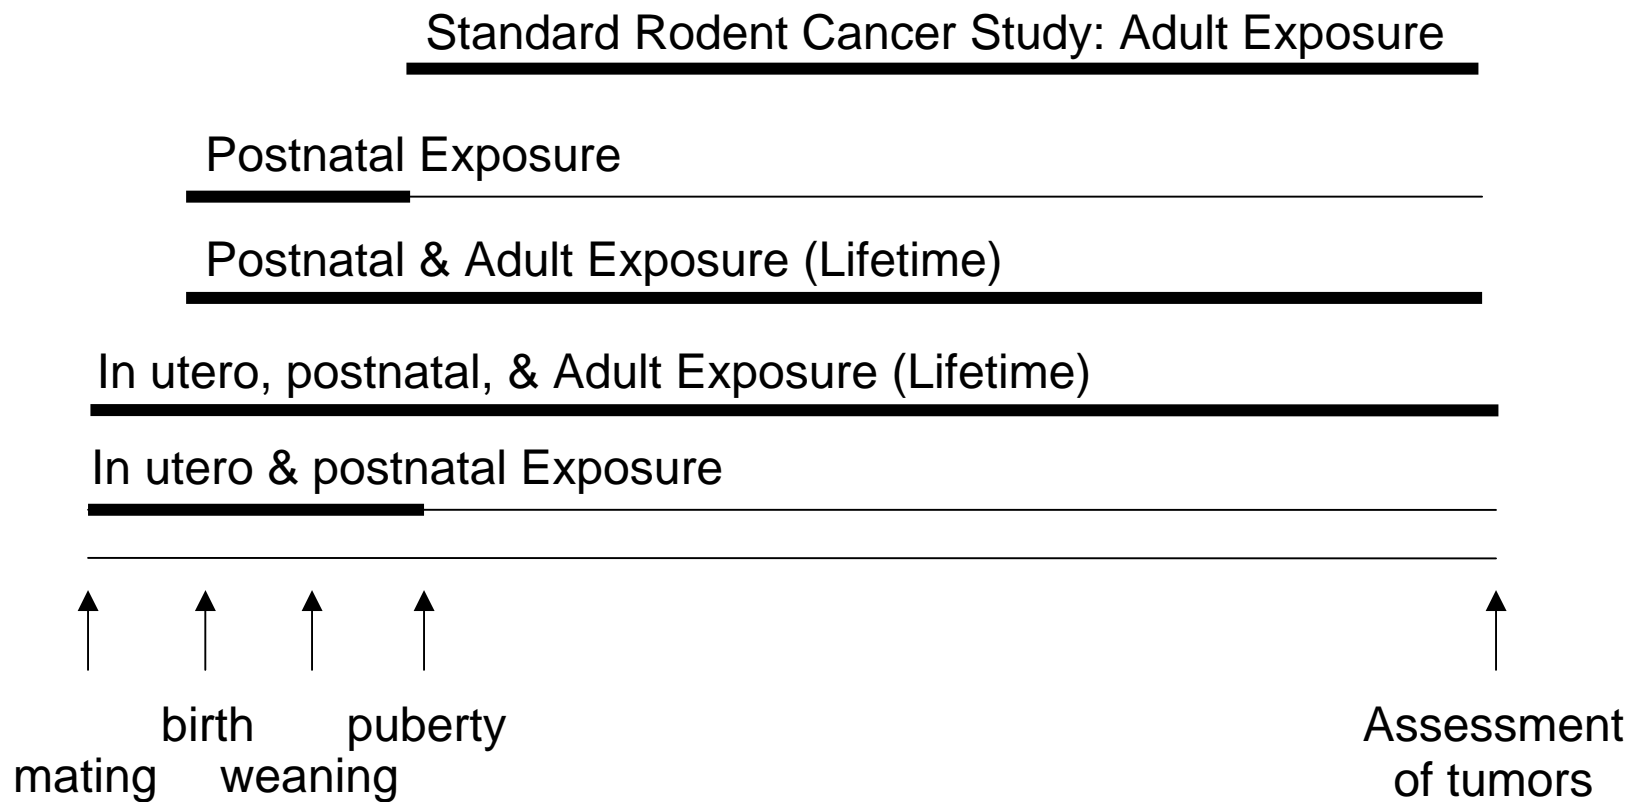 Standard Rodent Cancer Study: Adult Exposure
Postnatal Exposure
Postnatal & Adult Exposure (Lifetime)
In utero, postnatal, & Adult Exposure (Lifetime)
In utero & postnatal Exposure
birth
puberty
Assessment
mating
weaning
of tumors